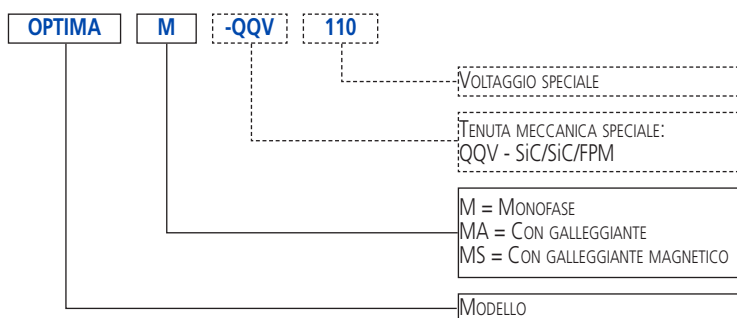 OPTIMA M -QQV 110
VOLTAGGIO SPECIALE
TENUTA MECCANICA SPECIALE:
QQV - SiC/SiC/FPM
M = MONOFASE
MA = CON GALLEGGIANTE
MS = CON GALLEGGIANTE MAGNETICO
MODELLO